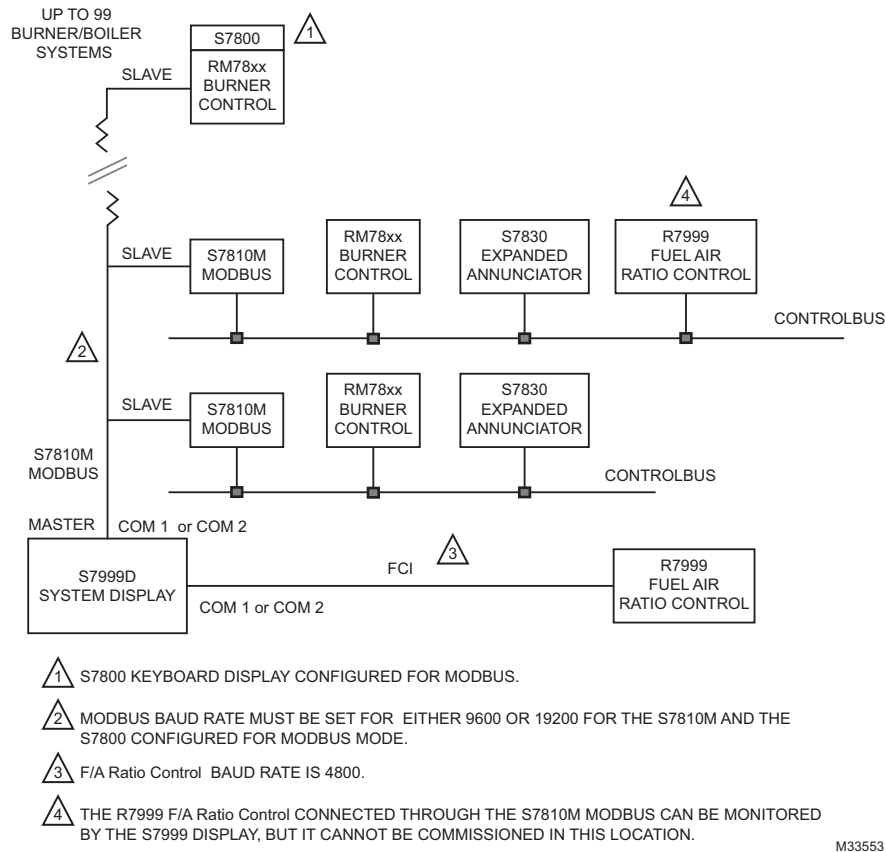 UP TO 99
BURNER/BOILER
SYSTEMS
S7800
1
SLAVE
RM78xx
BURNER
CONTROL
4
SLAVE
S7810M
MODBUS
RM78xx
BURNER
CONTROL
S7830
EXPANDED
ANNUNCIATOR
R7999
FUEL AIR
RATIO CONTROL
CONTROLBUS
2
SLAVE
S7810M
MODBUS
RM78xx
BURNER
CONTROL
S7830
EXPANDED
ANNUNCIATOR
S7810M
MODBUS
CONTROLBUS
MASTER
COM 1 or COM 2
S7999D
SYSTEM DISPLAY
FCI
3
COM 1 or COM 2
R7999
FUEL AIR
RATIO CONTROL
1 S7800 KEYBOARD DISPLAY CONFIGURED FOR MODBUS.
2 MODBUS BAUD RATE MUST BE SET FOR EITHER 9600 OR 19200 FOR THE S7810M AND THE
S7800 CONFIGURED FOR MODBUS MODE.
3 F/A Ratio Control BAUD RATE IS 4800.
4 THE R7999 F/A Ratio Control CONNECTED THROUGH THE S7810M MODBUS CAN BE MONITORED
BY THE S7999 DISPLAY, BUT IT CANNOT BE COMMISSIONED IN THIS LOCATION.
M33553